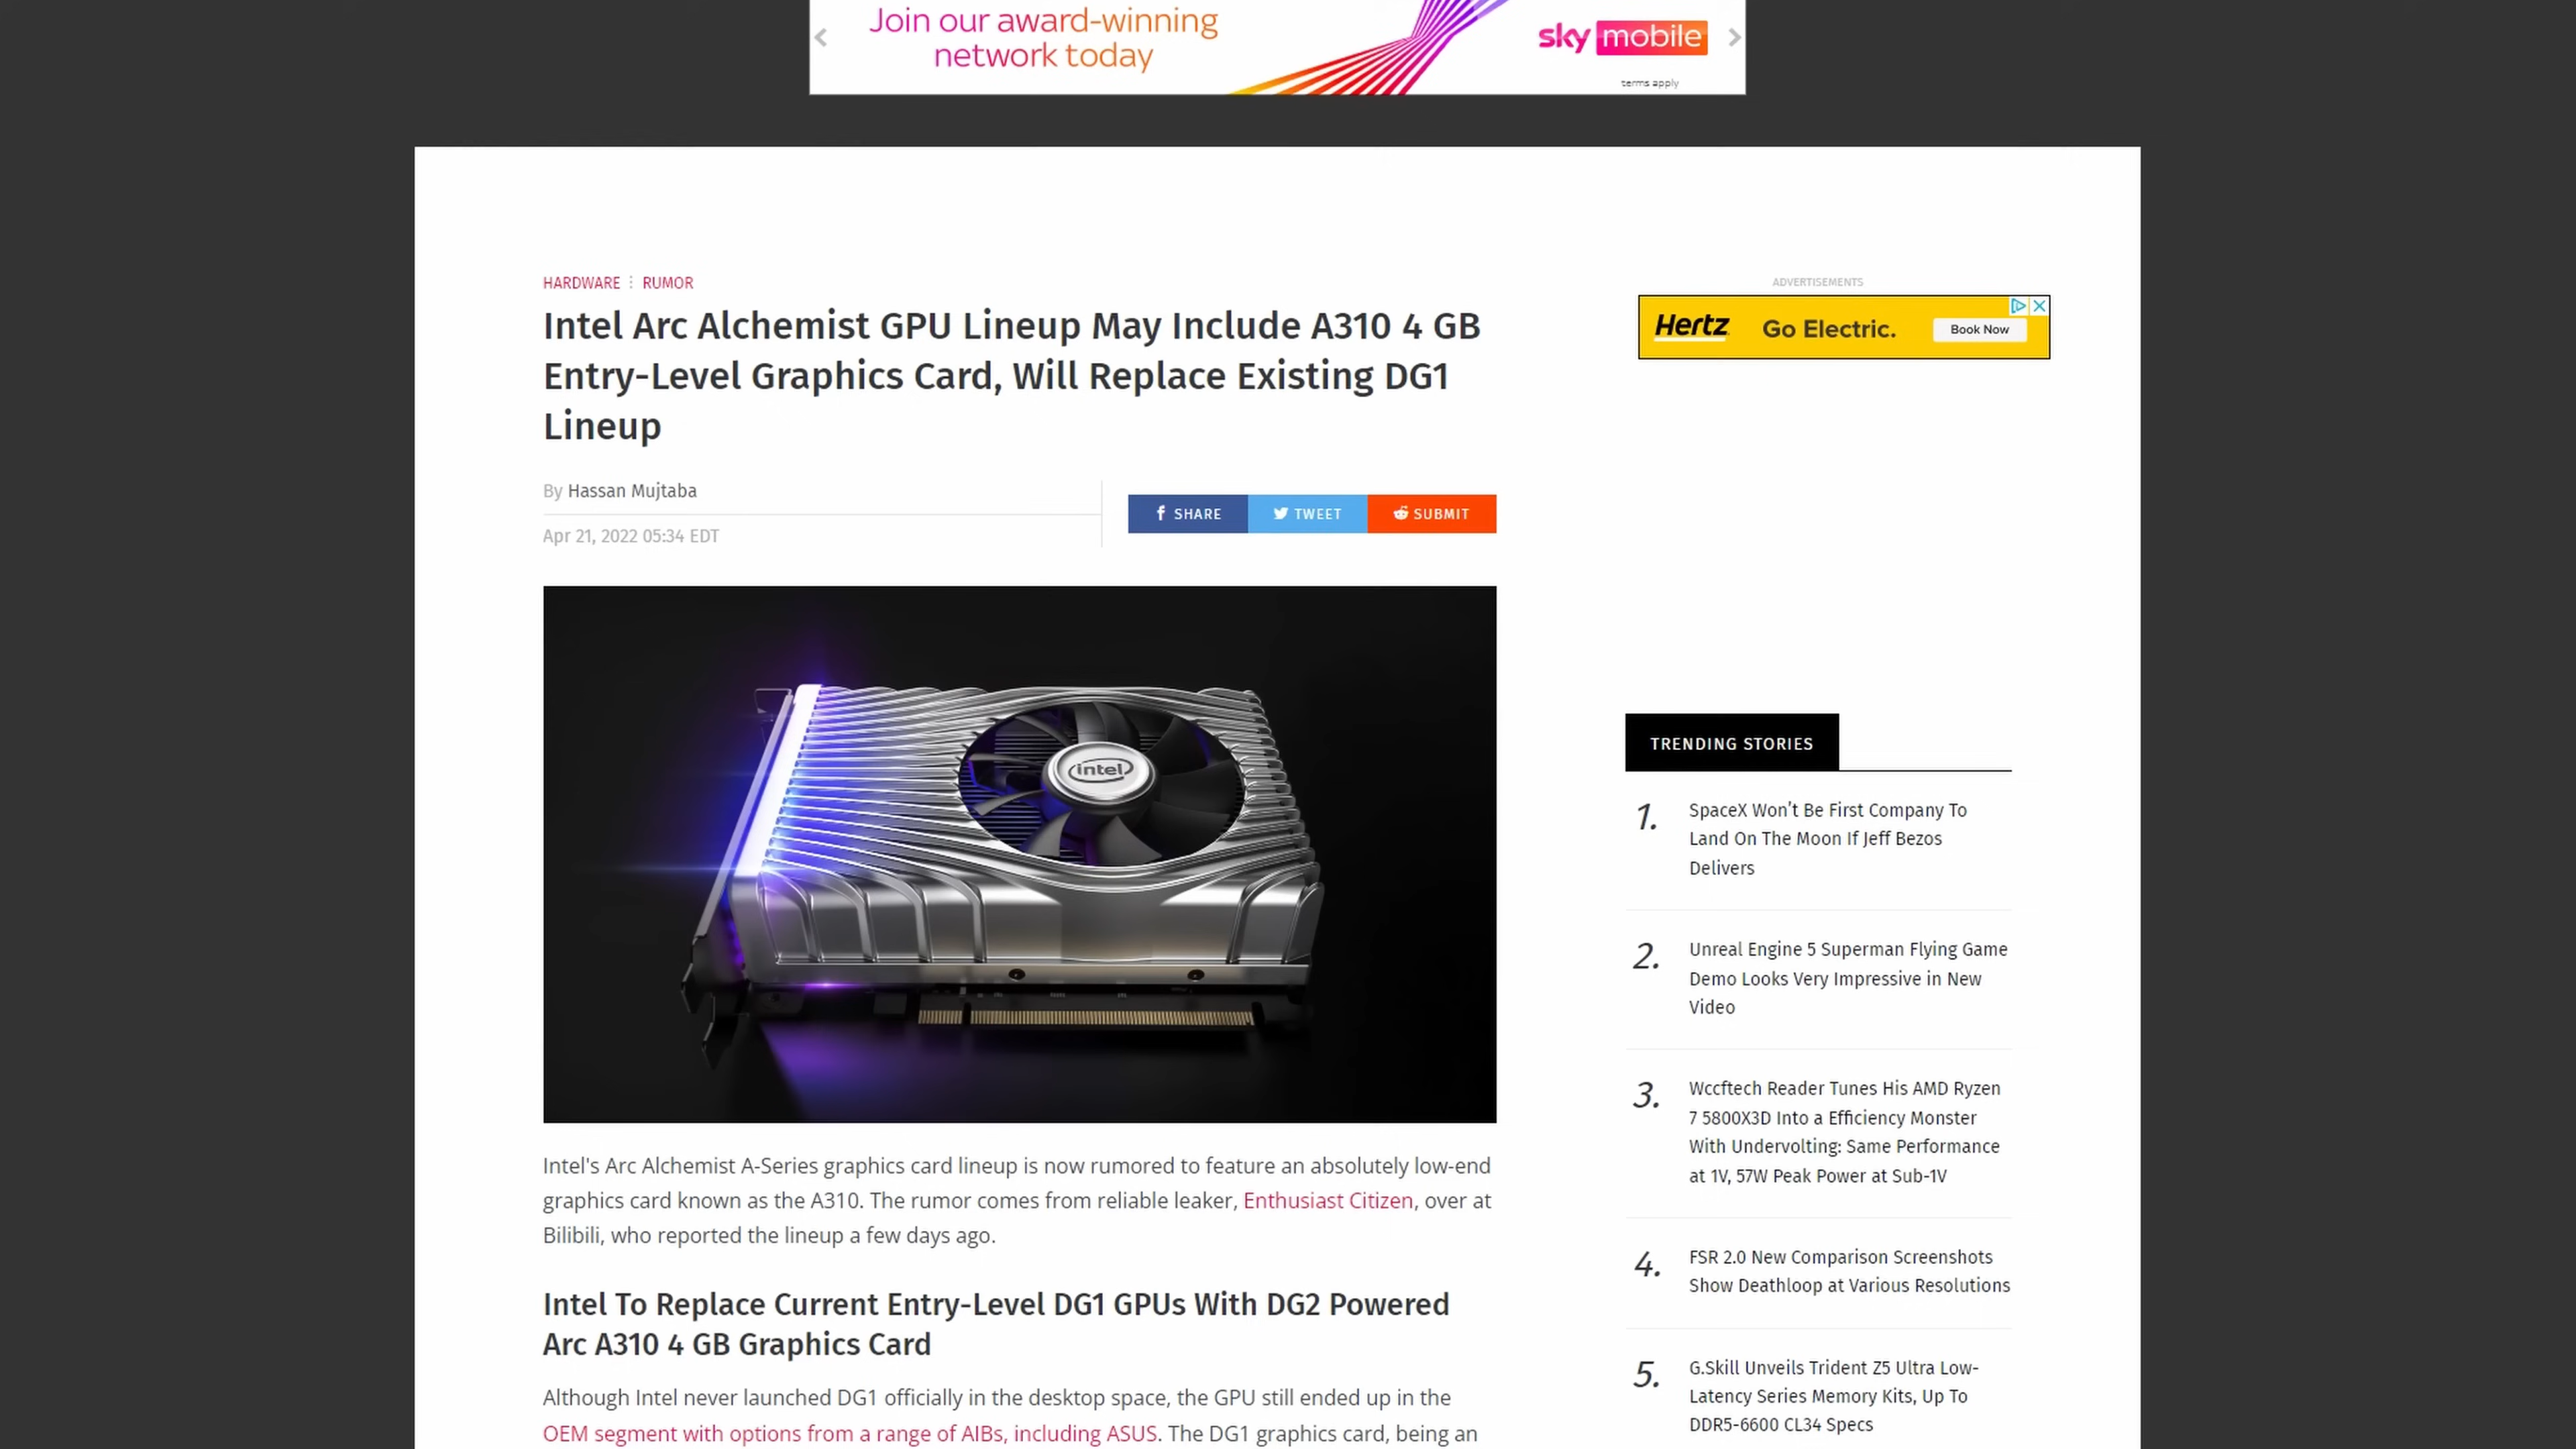 Join our award-winning
network today
sky mobile
terms apply
HARDWARE ⋮ RUMOR
Intel Arc Alchemist GPU Lineup May Include A310 4 GB
Entry-Level Graphics Card, Will Replace Existing DG1
Lineup
By Hassan Mujtaba
Apr 21, 2022 05:34 EDT
SHARE
TWEET
SUBMIT
intel
Intel's Arc Alchemist A-Series graphics card lineup is now rumored to feature an absolutely low-end
graphics card known as the A310. The rumor comes from reliable leaker, Enthusiast Citizen, over at
Bilibili, who reported the lineup a few days ago.
Intel To Replace Current Entry-Level DG1 GPUs With DG2 Powered
Arc A310 4 GB Graphics Card
Although Intel never launched DG1 officially in the desktop space, the GPU still ended up in the
OEM segment with options from a range of AIBs, including ASUS. The DG1 graphics card, being an
ADVERTISEMENTS
Hertz Go Electric. Book Now
TRENDING STORIES
1. SpaceX Won't Be First Company To
Land On The Moon If Jeff Bezos
Delivers
2. Unreal Engine 5 Superman Flying Game
Demo Looks Very Impressive in New
Video
3. Wccftech Reader Tunes His AMD Ryzen
7 5800X3D Into a Efficiency Monster
With Undervolting: Same Performance
at 1V, 57W Peak Power at Sub-1V
4. FSR 2.0 New Comparison Screenshots
Show Deathloop at Various Resolutions
5. G.Skill Unveils Trident Z5 Ultra Low-
Latency Series Memory Kits, Up To
DDR5-6600 CL34 Specs